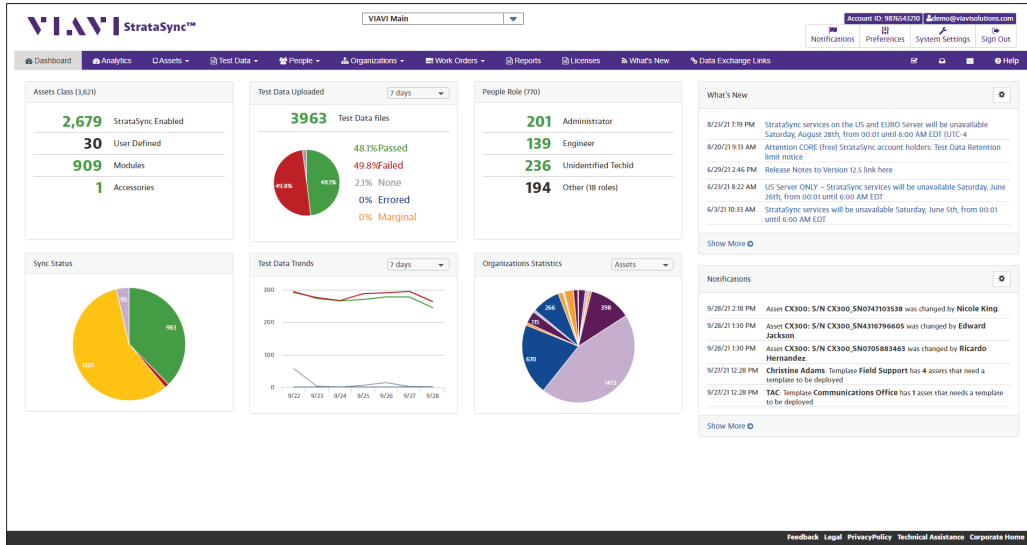 VIAVI StrataSync™
VIAVI Main
Account ID: 9876543210 demo@viavisolutions.com
Notifications Preferences System Settings Sign Out
Dashboard Analytics Assets Test Data People Organizations Work Orders Reports Licenses What's New Data Exchange Links Help
Assets Class (3,621)
2,679 StrataSync Enabled
30 User Defined
909 Modules
1 Accessories
Test Data Uploaded 7 days
3963 Test Data files
48.1% Passed
49.8% Failed
2.1% None
0% Errored
0% Marginal
49.8% 48.1%
People Role (770)
201 Administrator
139 Engineer
236 Unidentified TechId
194 Other (18 roles)
What's New
8/23/21 7:19 PM StrataSync services on the US and EURO Server will be unavailable
Saturday, August 28th, from 00:01 until 6:00 AM EDT (UTC-4
8/20/21 9:13 AM Attention CORE (free) StrataSync account holders: Test Data Retention
limit notice
6/29/21 2:46 PM Release Notes to Version 12.5 link here
6/23/21 8:22 AM US Server ONLY – StrataSync services will be unavailable Saturday, June
26th, from 00:01 until 6:00 AM EDT
6/3/21 10:33 AM StrataSync services will be unavailable Saturday, June 5th, from 00:01
until 6:00 AM EDT
Show More
Sync Status
95
983
1501
Test Data Trends 7 days
300
200
100
0
9/22 9/23 9/24 9/25 9/26 9/27 9/28
Organizations Statistics Assets
266 398
115
670
1432
Notifications
9/28/21 2:18 PM Asset CX300: S/N CX300_SN0747103538 was changed by Nicole King.
9/28/21 1:30 PM Asset CX300: S/N CX300_SN4316796605 was changed by Edward
Jackson.
9/28/21 1:30 PM Asset CX300: S/N CX300_SN0705883463 was changed by Ricardo
Hernandez.
9/27/21 12:28 PM Christine Adams: Template Field Support has 4 assets that need a
template to be deployed
9/27/21 12:28 PM TAC: Template Communications Office has 1 asset that needs a template
to be deployed
Show More
Feedback Legal PrivacyPolicy Technical Assistance Corporate Home